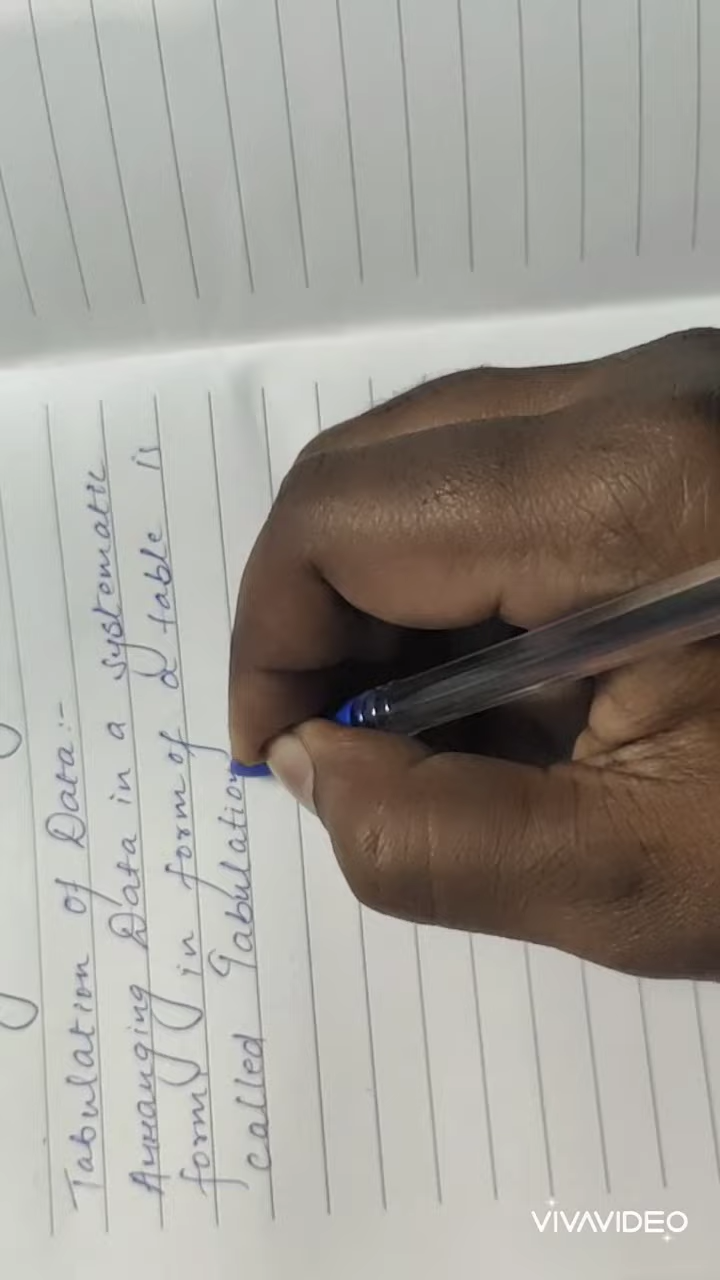 Tabulation of Data:-
Arranging Data in a systematic
form, in form of a table is
called Tabulation
VIVAVIDEO